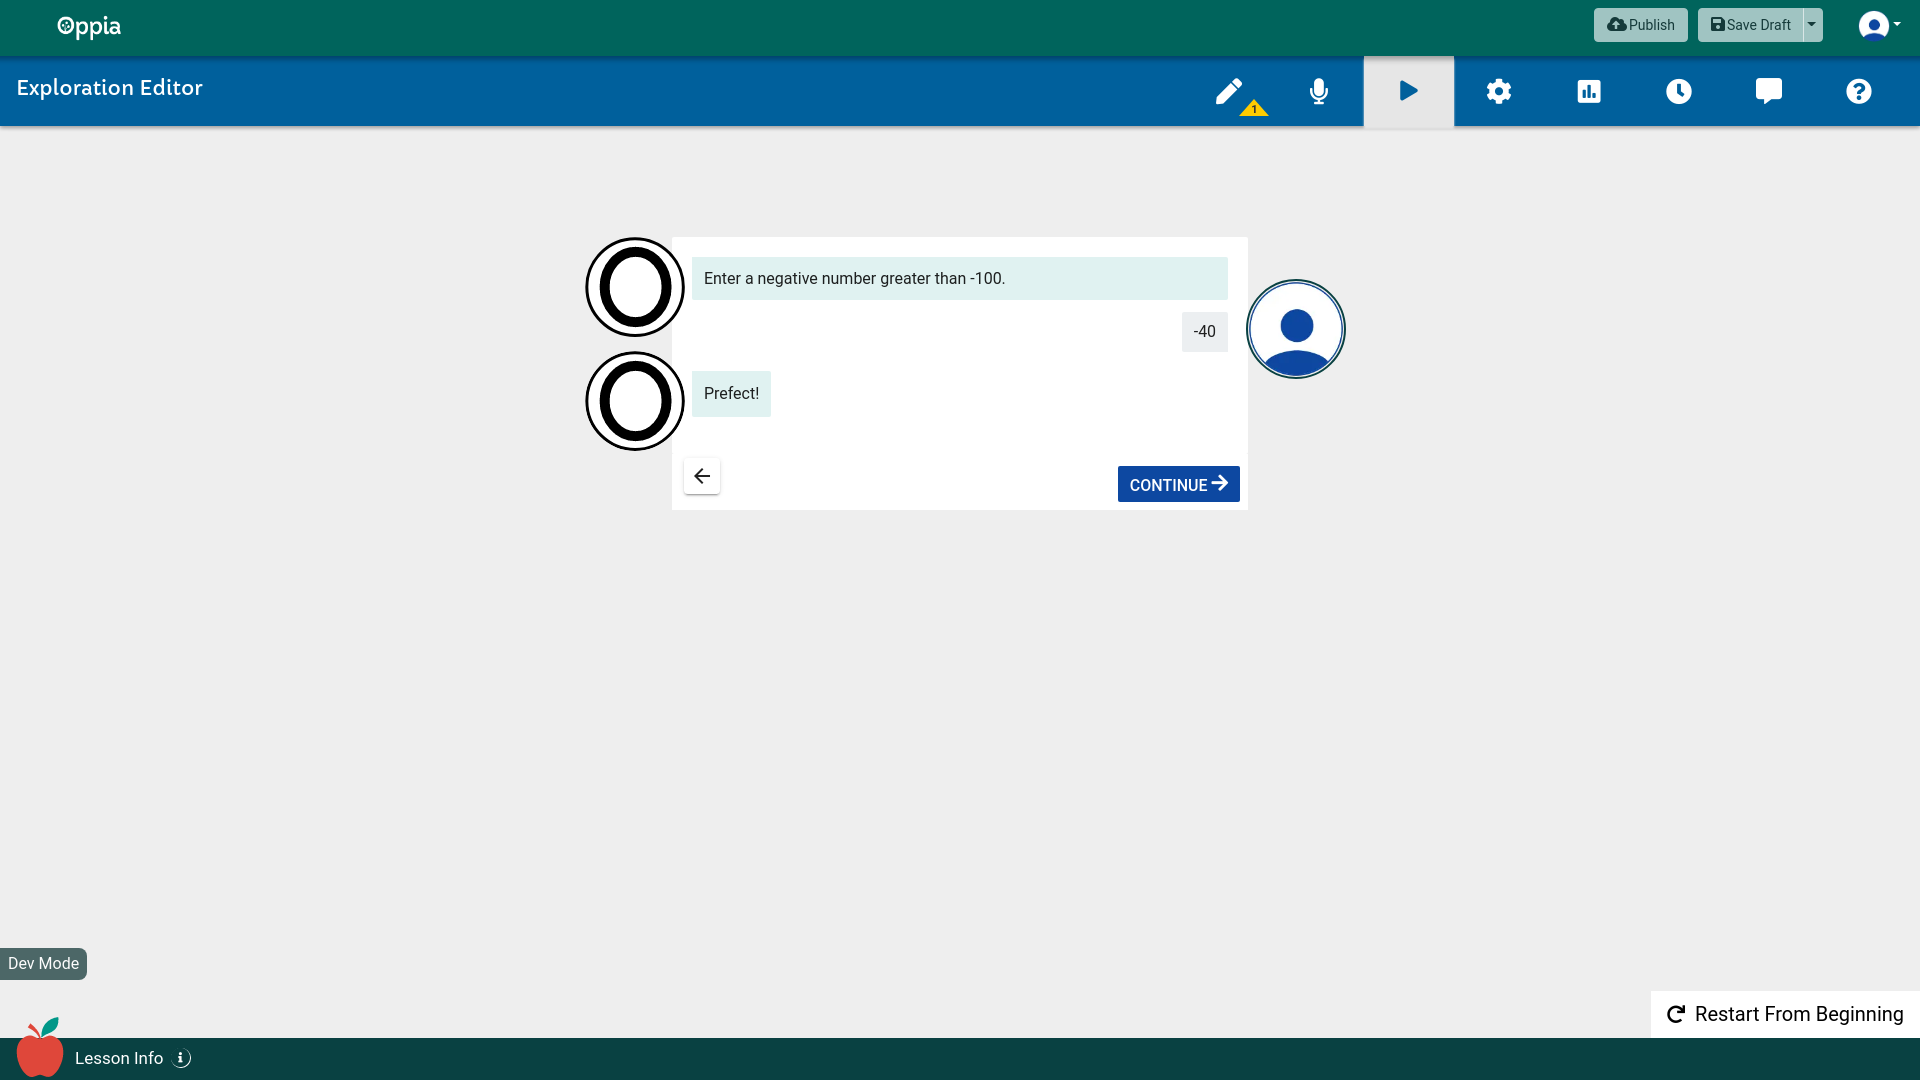 Oppia
Publish
Save Draft
Exploration Editor
1
Enter a negative number greater than -100.
-40
Prefect!
CONTINUE
Dev Mode
Restart From Beginning
Lesson Info